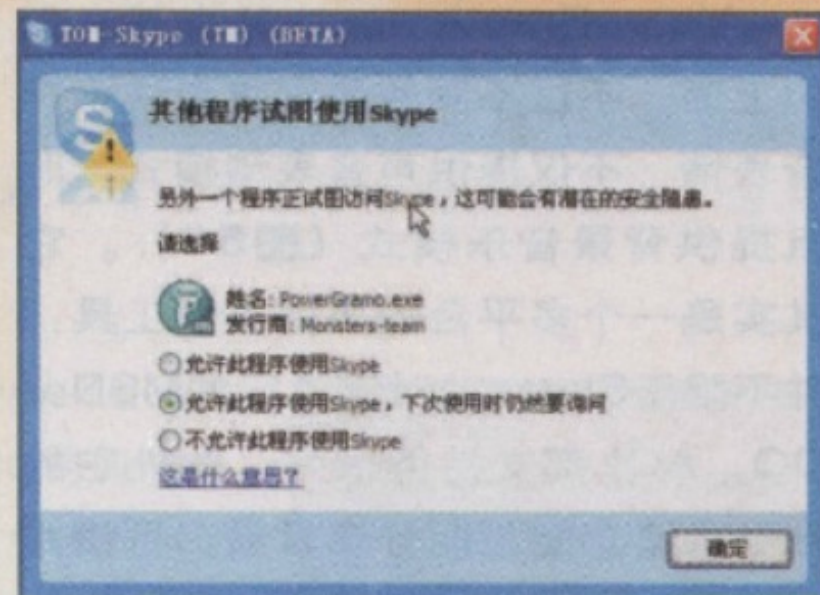 TOM-Skype (TM) (BETA)
其他程序试图使用Skype
另外一个程序正试图访问Skype，这可能会有潜在的安全隐患。
请选择
姓名: PowerGramo.exe
发行商: Monsters-team
允许此程序使用Skype
允许此程序使用Skype，下次使用时仍然要询问
不允许此程序使用Skype
这是什么意思？
确定